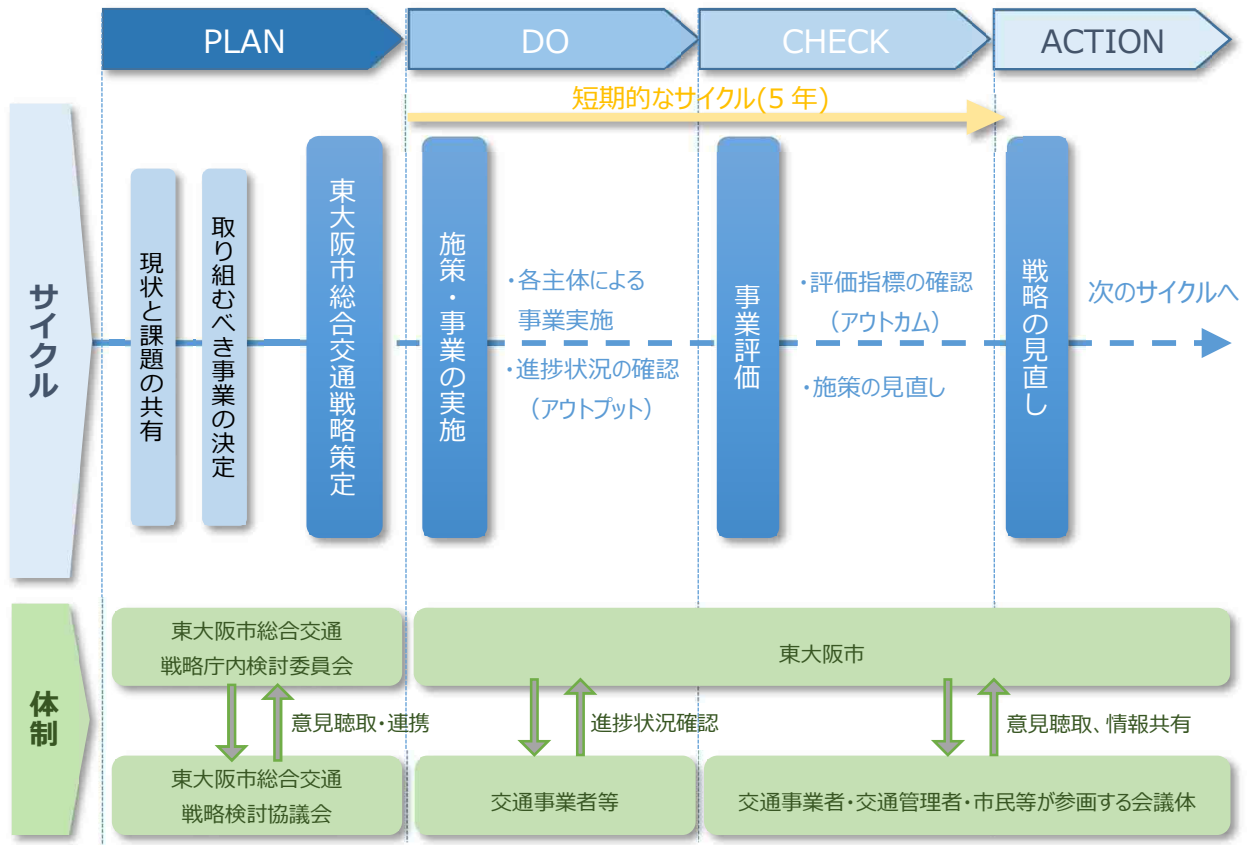 PLAN
DO
CHECK
ACTION
短期的なサイクル(5 年)
サイクル
現状と課題の共有
取り組むべき事業の決定
東大阪市総合交通戦略策定
施策・事業の実施
・各主体による
事業実施
・進捗状況の確認
（アウトプット）
事業評価
・評価指標の確認
（アウトカム）
・施策の見直し
戦略の見直し
次のサイクルへ
体制
東大阪市総合交通
戦略庁内検討委員会
意見聴取・連携
東大阪市総合交通
戦略検討協議会
東大阪市
進捗状況確認
意見聴取、情報共有
交通事業者等
交通事業者・交通管理者・市民等が参画する会議体